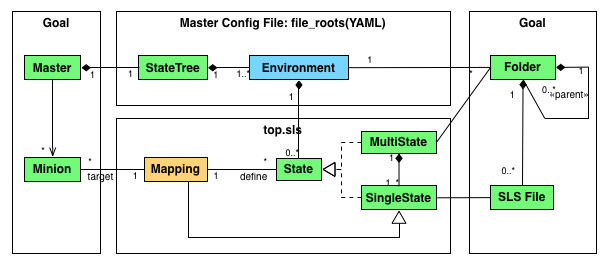 Goal
Master Config File: file_roots(YAML)
Goal
Master
1
1
StateTree
1
1..*
Environment
1
*
Folder
1
0..*
«parent»
1
1
top.sls
MultiState
1
*
Minion
*
target
1
Mapping
1
*
define
0..*
State
1..*
SingleState
0..*
SLS File